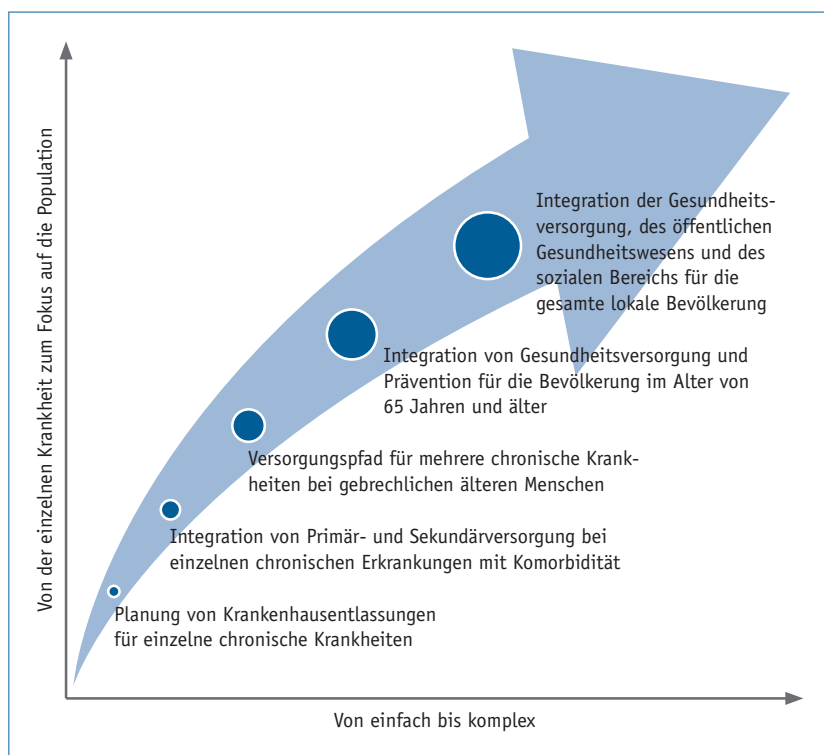 Von der einzelnen Krankheit zum Fokus auf die Population
Integration der Gesundheits-
versorgung, des öffentlichen
Gesundheitswesens und des
sozialen Bereichs für die
gesamte lokale Bevölkerung
Integration von Gesundheitsversorgung und
Prävention für die Bevölkerung im Alter von
65 Jahren und älter
Versorgungspfad für mehrere chronische Krank-
heiten bei gebrechlichen älteren Menschen
Integration von Primär- und Sekundärversorgung bei
einzelnen chronischen Erkrankungen mit Komorbidität
Planung von Krankenhausentlassungen
für einzelne chronische Krankheiten
Von einfach bis komplex